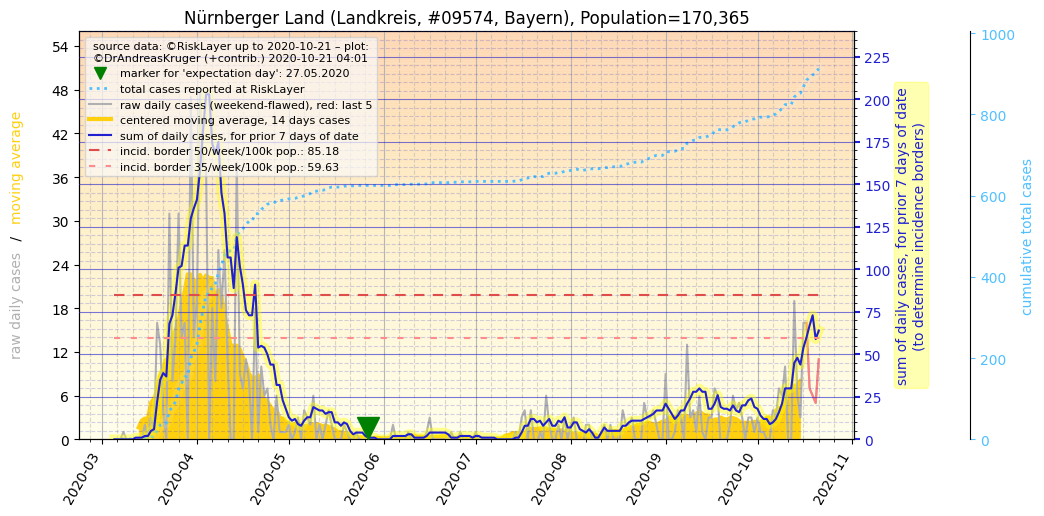 Nürnberger Land (Landkreis, #09574, Bayern), Population=170,365
source data: ©RiskLayer up to 2020-10-21 – plot:
©DrAndreasKruger (+contrib.) 2020-10-21 04:01
marker for 'expectation day': 27.05.2020
total cases reported at RiskLayer
raw daily cases (weekend-flawed), red: last 5
centered moving average, 14 days cases
sum of daily cases, for prior 7 days of date
incid. border 50/week/100k pop.: 85.18
incid. border 35/week/100k pop.: 59.63
raw daily cases / moving average
54
48
42
36
30
24
18
12
6
0
2020-03
2020-04
2020-05
2020-06
2020-07
2020-08
2020-09
2020-10
2020-11
225
200
175
150
125
100
75
50
25
0
sum of daily cases, for prior 7 days of date
(to determine incidence borders)
1000
800
600
400
200
0
cumulative total cases